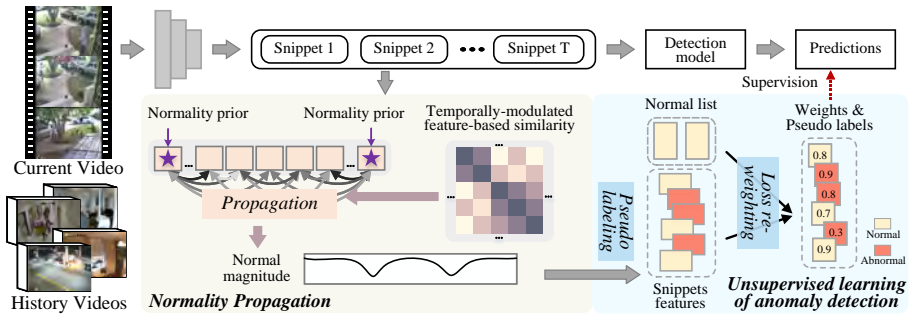 Snippet 1
Snippet 2
Snippet T
Detection
model
Predictions
Supervision
Current Video
History Videos
Normality prior
Normality prior
Temporally-modulated
feature-based similarity
...
...
Propagation
...
...
...
...
Normal
magnitude
Normality Propagation
Pseudo
labeling
Normal list
Snippets
features
Loss re-
weighting
Weights &
Pseudo labels
0.8
0.9
0.8
0.7
0.3
0.9
Normal
Abnormal
Unsupervised learning
of anomaly detection